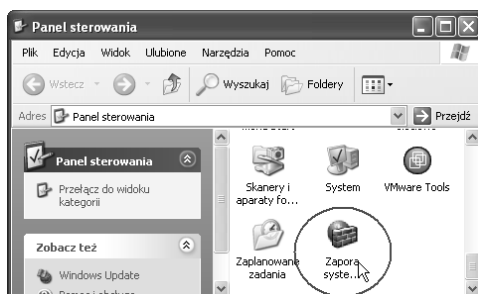 Panel sterowania
Plik Edycja Widok Ulubione Narzędzia Pomoc
Wstecz Wyszukaj Foldery
Adres Panel sterowania Przejdź
Panel sterowania
Przełącz do widoku
kategorii
Zobacz też
Windows Update
Skanery i
aparaty fo...
System
VMware Tools
Zaplanowane
zadania
Zapora
syste...